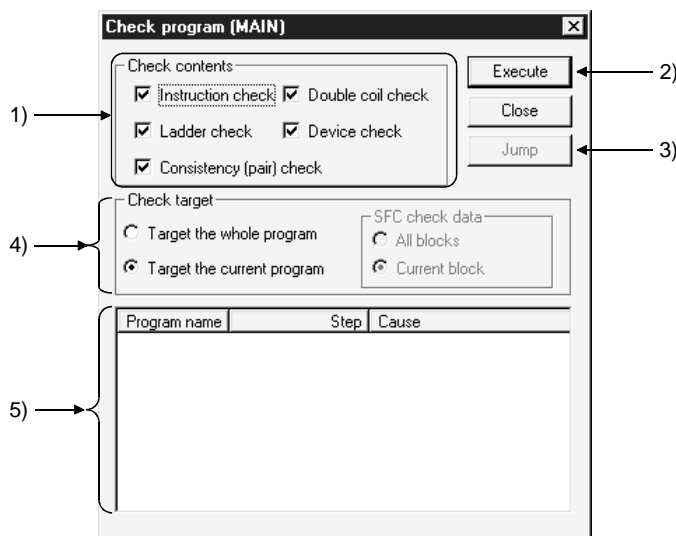 Check program (MAIN)
Check contents
Instruction check
Double coil check
Execute
2)
1)
Ladder check
Device check
Close
Consistency (pair) check
Jump
3)
Check target
4)
Target the whole program
Target the current program
SFC check data
All blocks
Current block
Program name
Step
Cause
5)